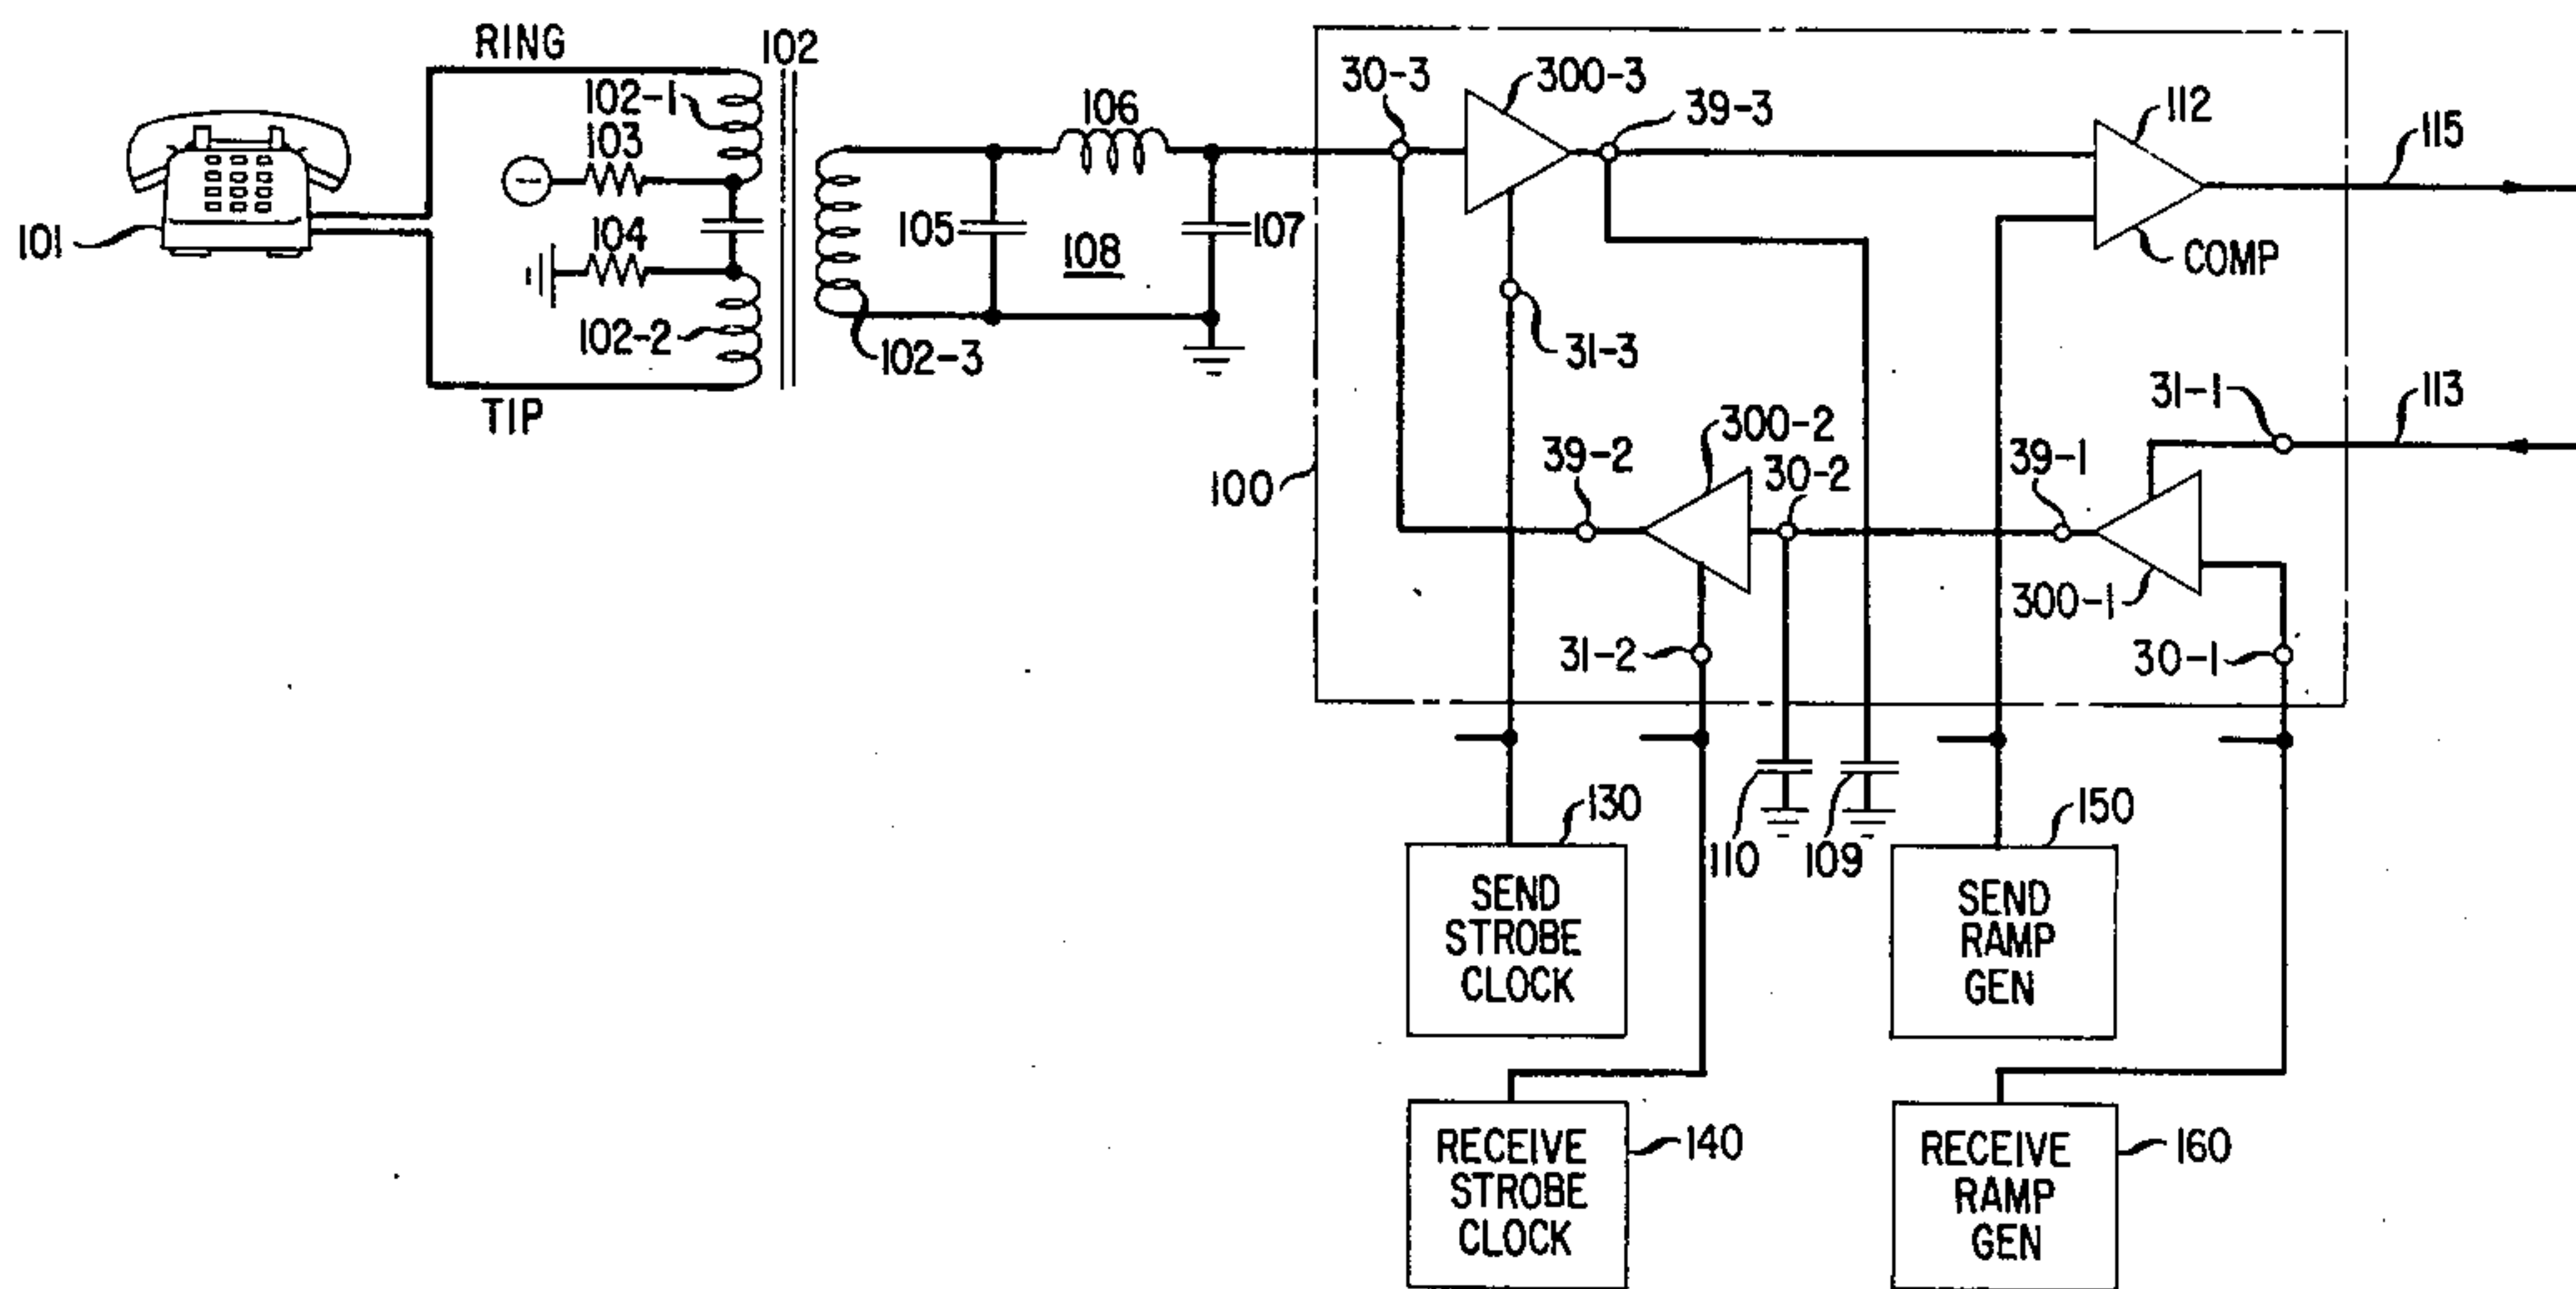 RING
102
102-1
103
104
102-2
TIP
101
102-3
105
106
107
108
30-3
300-3
39-3
112
115
COMP
31-3
31-1
113
300-2
39-2
30-2
39-1
100
300-1
31-2
30-1
130
110
109
150
SEND
STROBE
CLOCK
SEND
RAMP
GEN
140
160
RECEIVE
STROBE
CLOCK
RECEIVE
RAMP
GEN